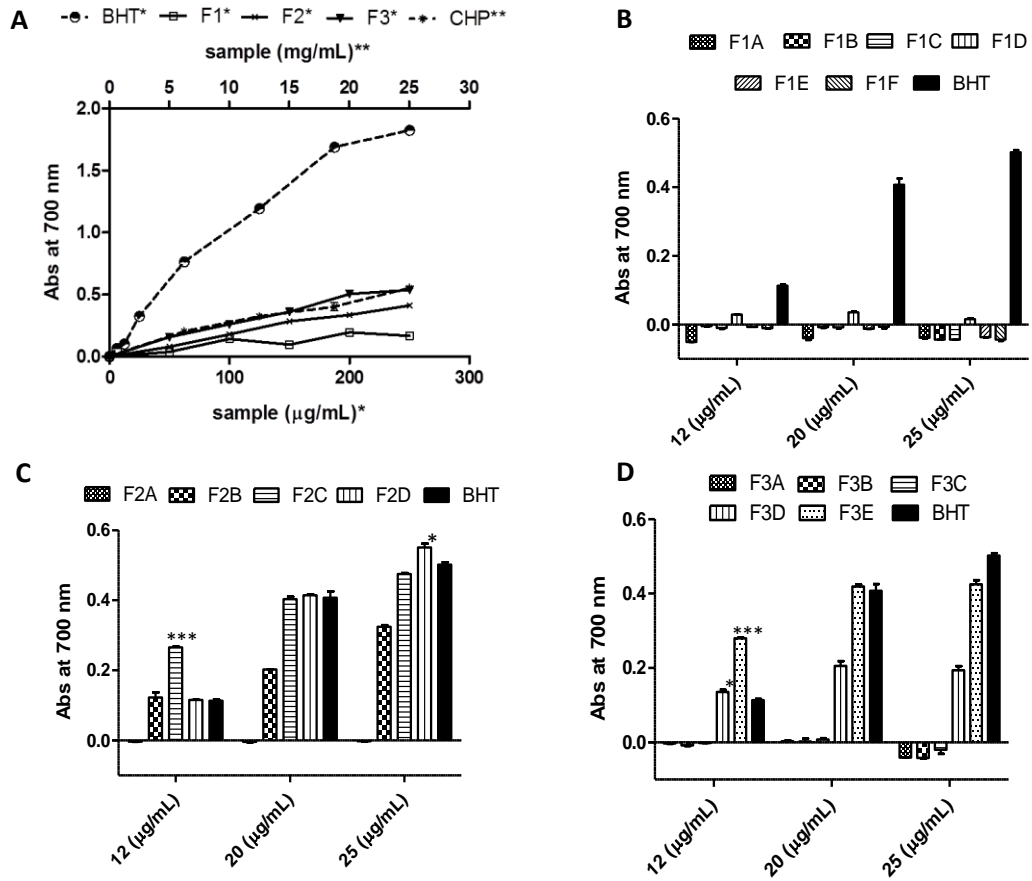 A
BHT* F1* F2* F3* CHP**
sample (mg/mL)**
0 5 10 15 20 25 30
2.0
1.5
1.0
0.5
0.0
Abs at 700 nm
0 100 200 300
sample (μg/mL)*
B
F1A F1B F1C F1D
F1E F1F BHT
0.6
0.4
0.2
0.0
Abs at 700 nm
12 (μg/mL)
20 (μg/mL)
25 (μg/mL)
C
F2A F2B F2C F2D BHT
0.6
0.4
0.2
0.0
Abs at 700 nm
***
*
12 (μg/mL)
20 (μg/mL)
25 (μg/mL)
D
F3A F3B F3C
F3D F3E BHT
0.6
0.4
0.2
0.0
Abs at 700 nm
*
***
12 (μg/mL)
20 (μg/mL)
25 (μg/mL)